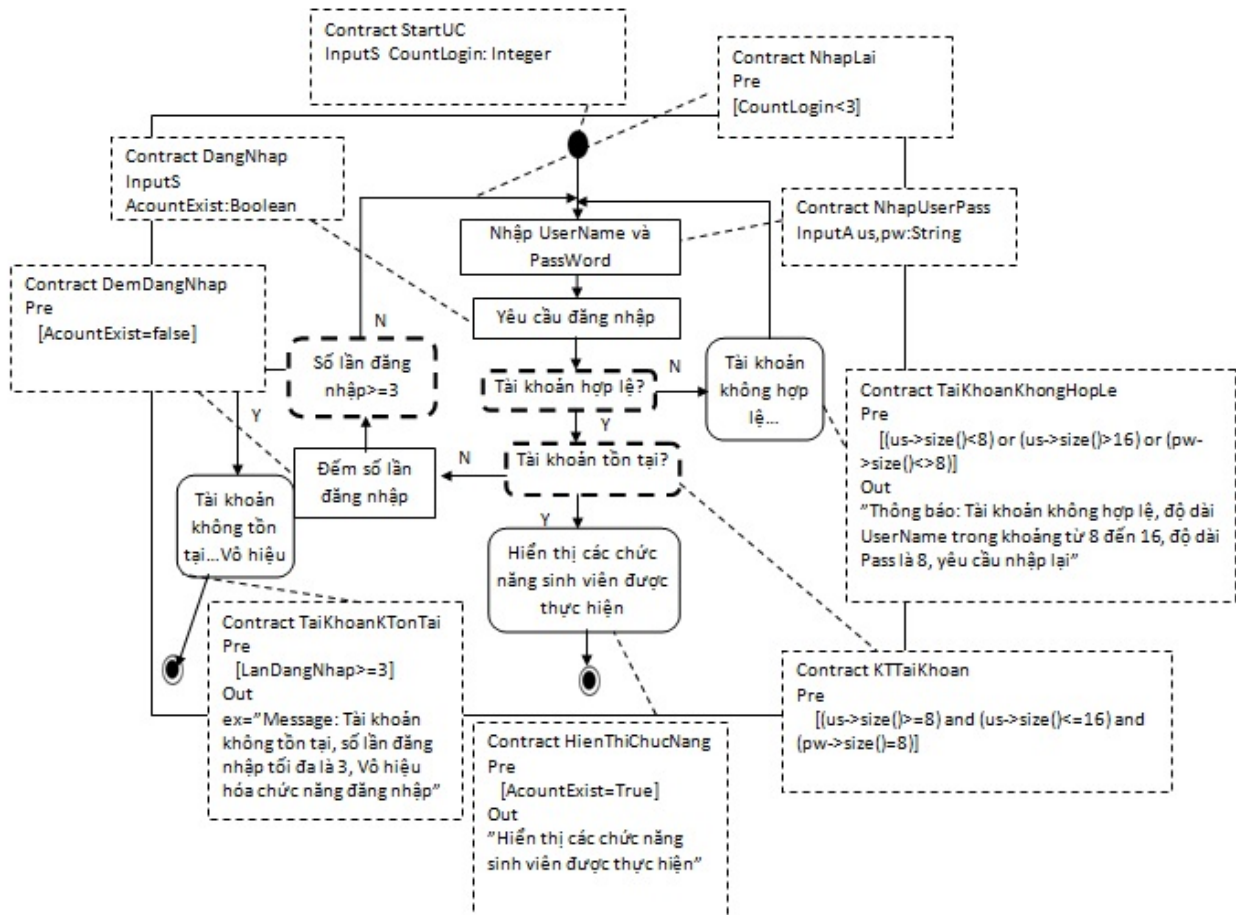 Contract StartUC
InputS  CountLogin: Integer
Contract NhapLai
Pre
[CountLogin<3]
Contract DangNhap
InputS
AcountExist:Boolean
Contract NhapUserPass
InputA us,pw:String
Nhập UserName và
PassWord
Contract DemDangNhap
Pre
[AcountExist=false]
Yêu cầu đăng nhập
N
Số lần đăng
nhập>=3
Tài khoản hợp lệ?
N
Tài khoản
không hợp
lệ...
Y
Y
Contract TaiKhoanKhongHopLe
Pre
[(us->size()<8) or (us->size()>16) or (pw-
>size()<>8)]
Out
"Thông báo: Tài khoản không hợp lệ, độ dài
UserName trong khoảng từ 8 đến 16, độ dài
Pass là 8, yêu cầu nhập lại"
Tài khoản tồn tại?
N
Đếm số lần
đăng nhập
Y
Tài khoản
không tồn
tại...Vô hiệu
Hiển thị các chức
năng sinh viên được
thực hiện
Contract TaiKhoanKTonTai
Pre
[LanDangNhap>=3]
Out
ex="Message: Tài khoản
không tồn tại, số lần đăng
nhập tối đa là 3, Vô hiệu
hóa chức năng đăng nhập"
Contract KTTaiKhoan
Pre
[(us->size()>=8) and (us->size()<=16) and
(pw->size()=8)]
Contract HienThiChucNang
Pre
[AcountExist=True]
Out
"Hiển thị các chức năng
sinh viên được thực hiện"